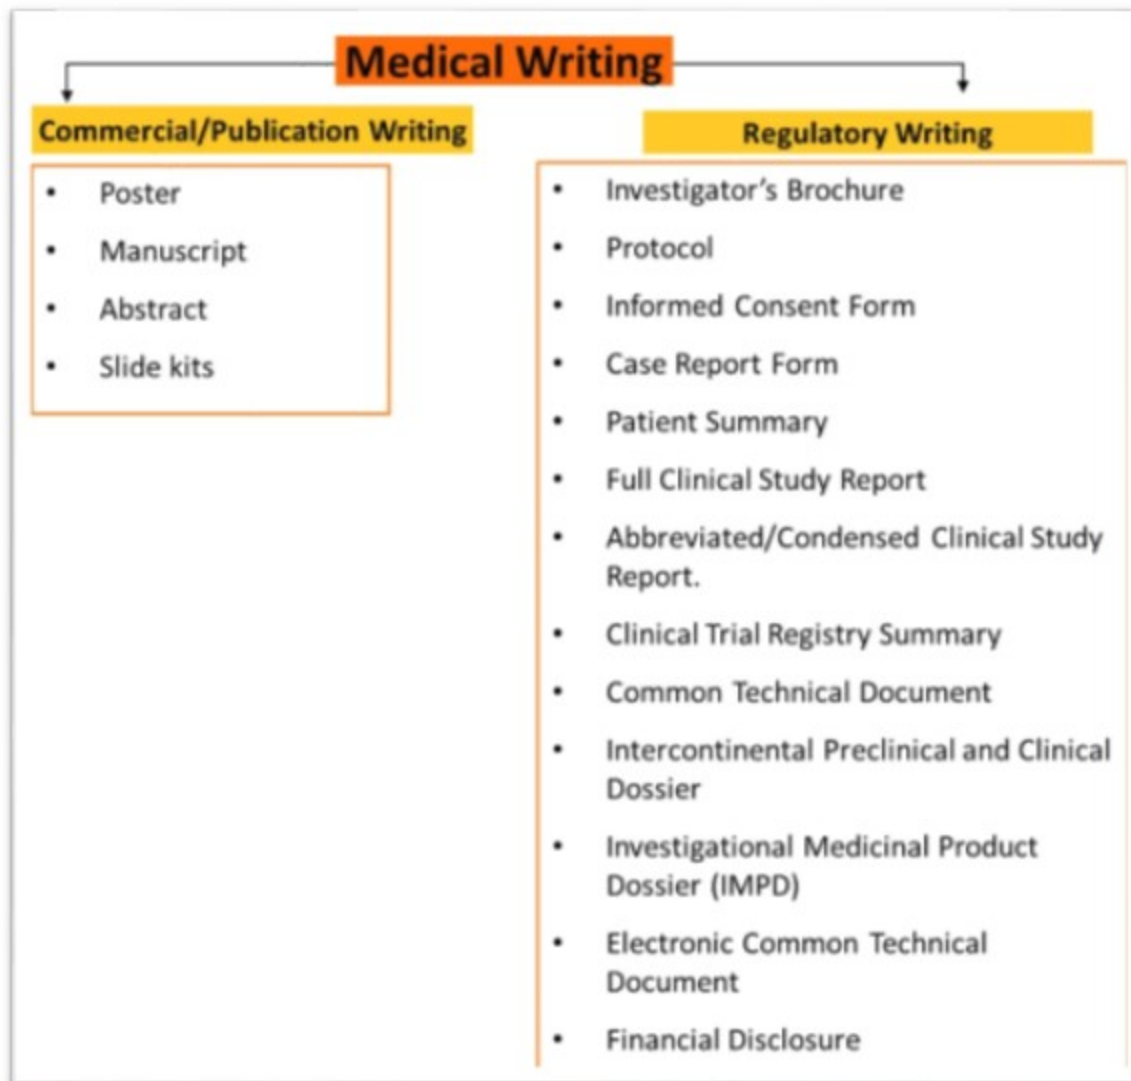 Medical Writing
Commercial/Publication Writing
• Poster
• Manuscript
• Abstract
• Slide kits
Regulatory Writing
• Investigator's Brochure
• Protocol
• Informed Consent Form
• Case Report Form
• Patient Summary
• Full Clinical Study Report
• Abbreviated/Condensed Clinical Study
Report.
• Clinical Trial Registry Summary
• Common Technical Document
• Intercontinental Preclinical and Clinical
Dossier
• Investigational Medicinal Product
Dossier (IMPD)
• Electronic Common Technical
Document
• Financial Disclosure